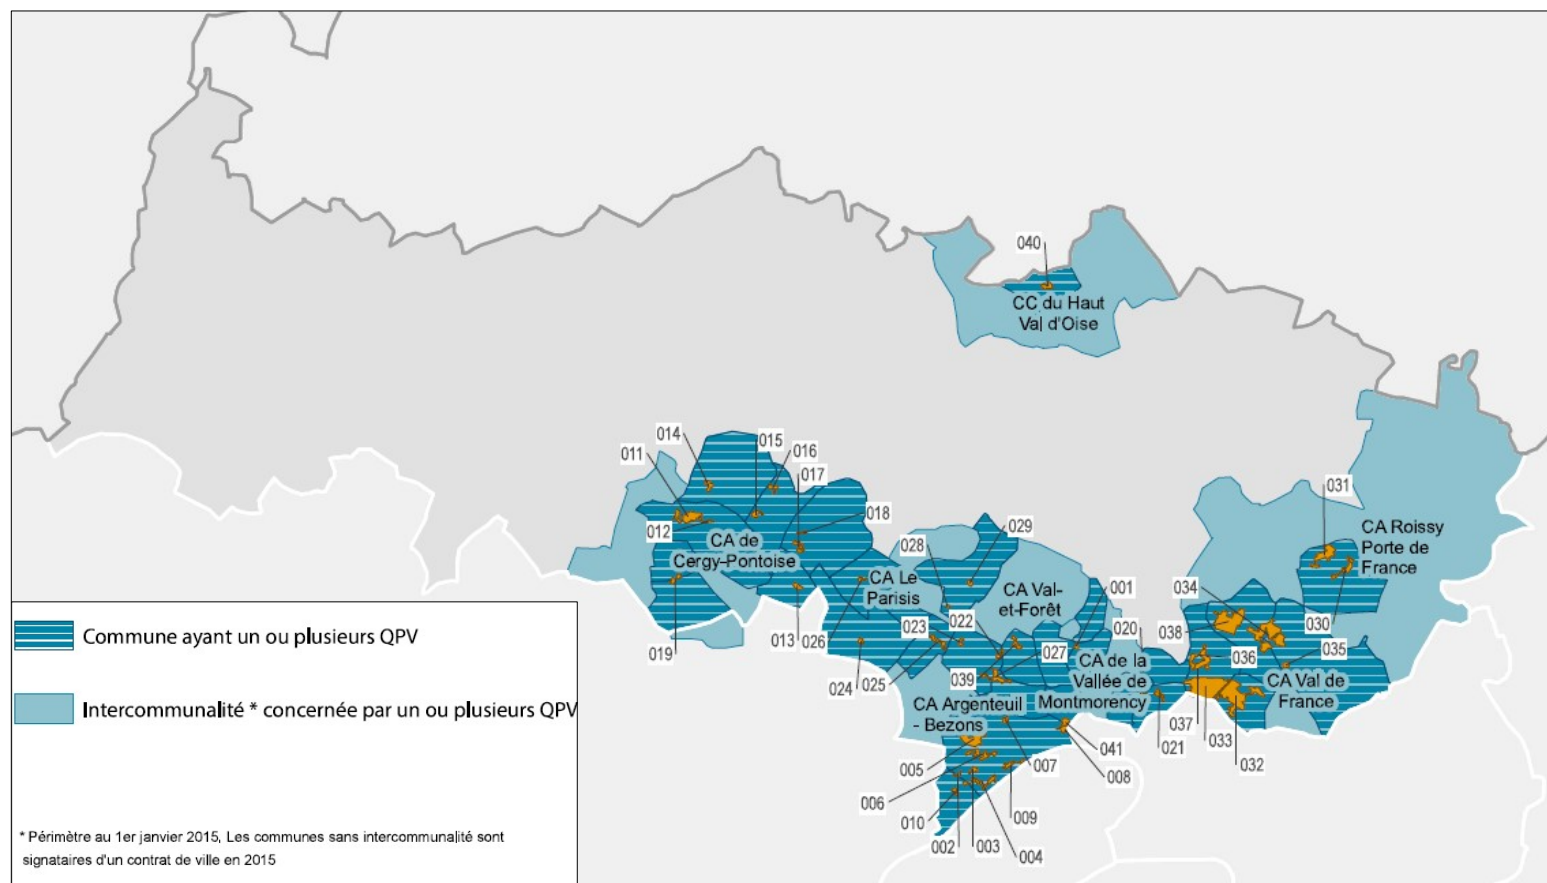 040
CC du Haut
Val d'Oise
014
015
011
016
017
031
012
018
029
028
CA de
Cergy-Pontoise
CA Roissy
Porte de
France
CA Le
Parisis
CA Val-
et-Forêt
001
034
030
038
020
022
023
013
026
019
036
035
027
CA de la
Vallée de
Montmorency
024
025
039
CA Val de
France
CA Argenteuil
- Bezons
037
033
021
032
041
007
008
005
006
009
010
002
003
004
Commune ayant un ou plusieurs QPV
Intercommunalité * concernée par un ou plusieurs QPV
* Périmètre au 1er janvier 2015, Les communes sans intercommunalité sont
signataires d'un contrat de ville en 2015